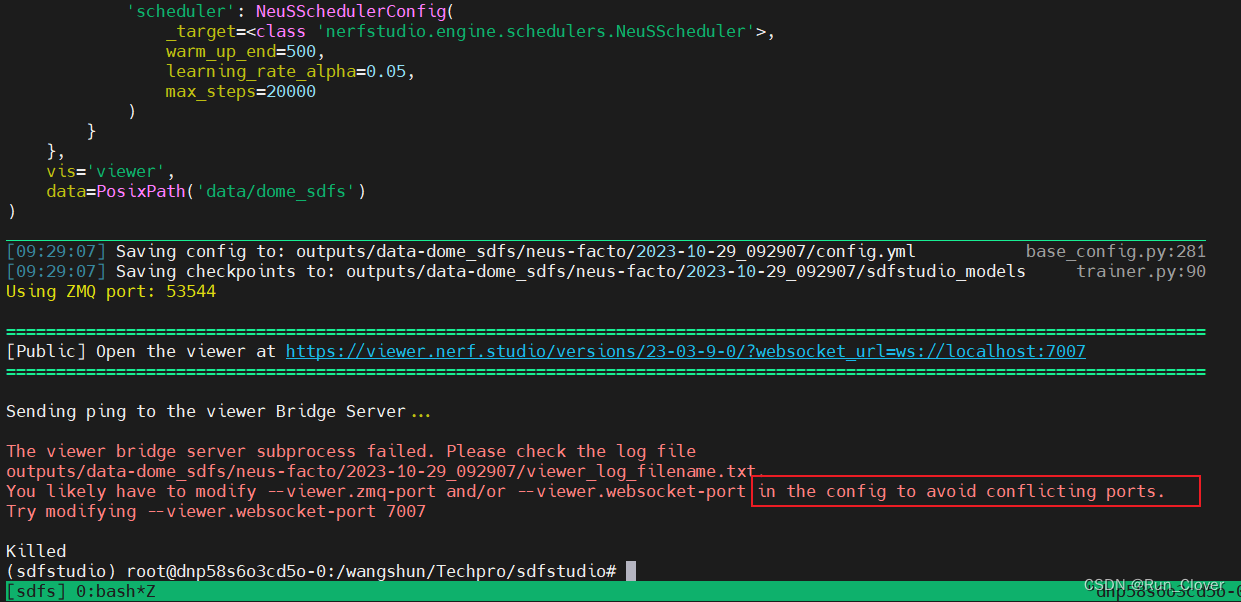 'scheduler': NeuSSchedulerConfig(
_target=<class 'nerfstudio.engine.schedulers.NeuSScheduler'>,
warm_up_end=500,
learning_rate_alpha=0.05,
max_steps=20000
)
}
},
vis='viewer',
data=PosixPath('data/dome_sdfs')
)
[09:29:07] Saving config to: outputs/data-dome_sdfs/neus-facto/2023-10-29_092907/config.yml base_config.py:281
[09:29:07] Saving checkpoints to: outputs/data-dome_sdfs/neus-facto/2023-10-29_092907/sdfstudio_models trainer.py:90
Using ZMQ port: 53544
========================================================================================================================
[Public] Open the viewer at https://viewer.nerf.studio/versions/23-03-9-0/?websocket_url=ws://localhost:7007
========================================================================================================================
Sending ping to the viewer Bridge Server...
The viewer bridge server subprocess failed. Please check the log file
outputs/data-dome_sdfs/neus-facto/2023-10-29_092907/viewer_log_filename.txt.
You likely have to modify --viewer.zmq-port and/or --viewer.websocket-port in the config to avoid conflicting ports.
Try modifying --viewer.websocket-port 7007
Killed
(sdfstudio) root@dnp58s6o3cd5o-0:/wangshun/Techpro/sdfstudio#
[sdfs] 0:bash*Z "dnp58s6o3cd5o-0
CSDN @Run_Clover